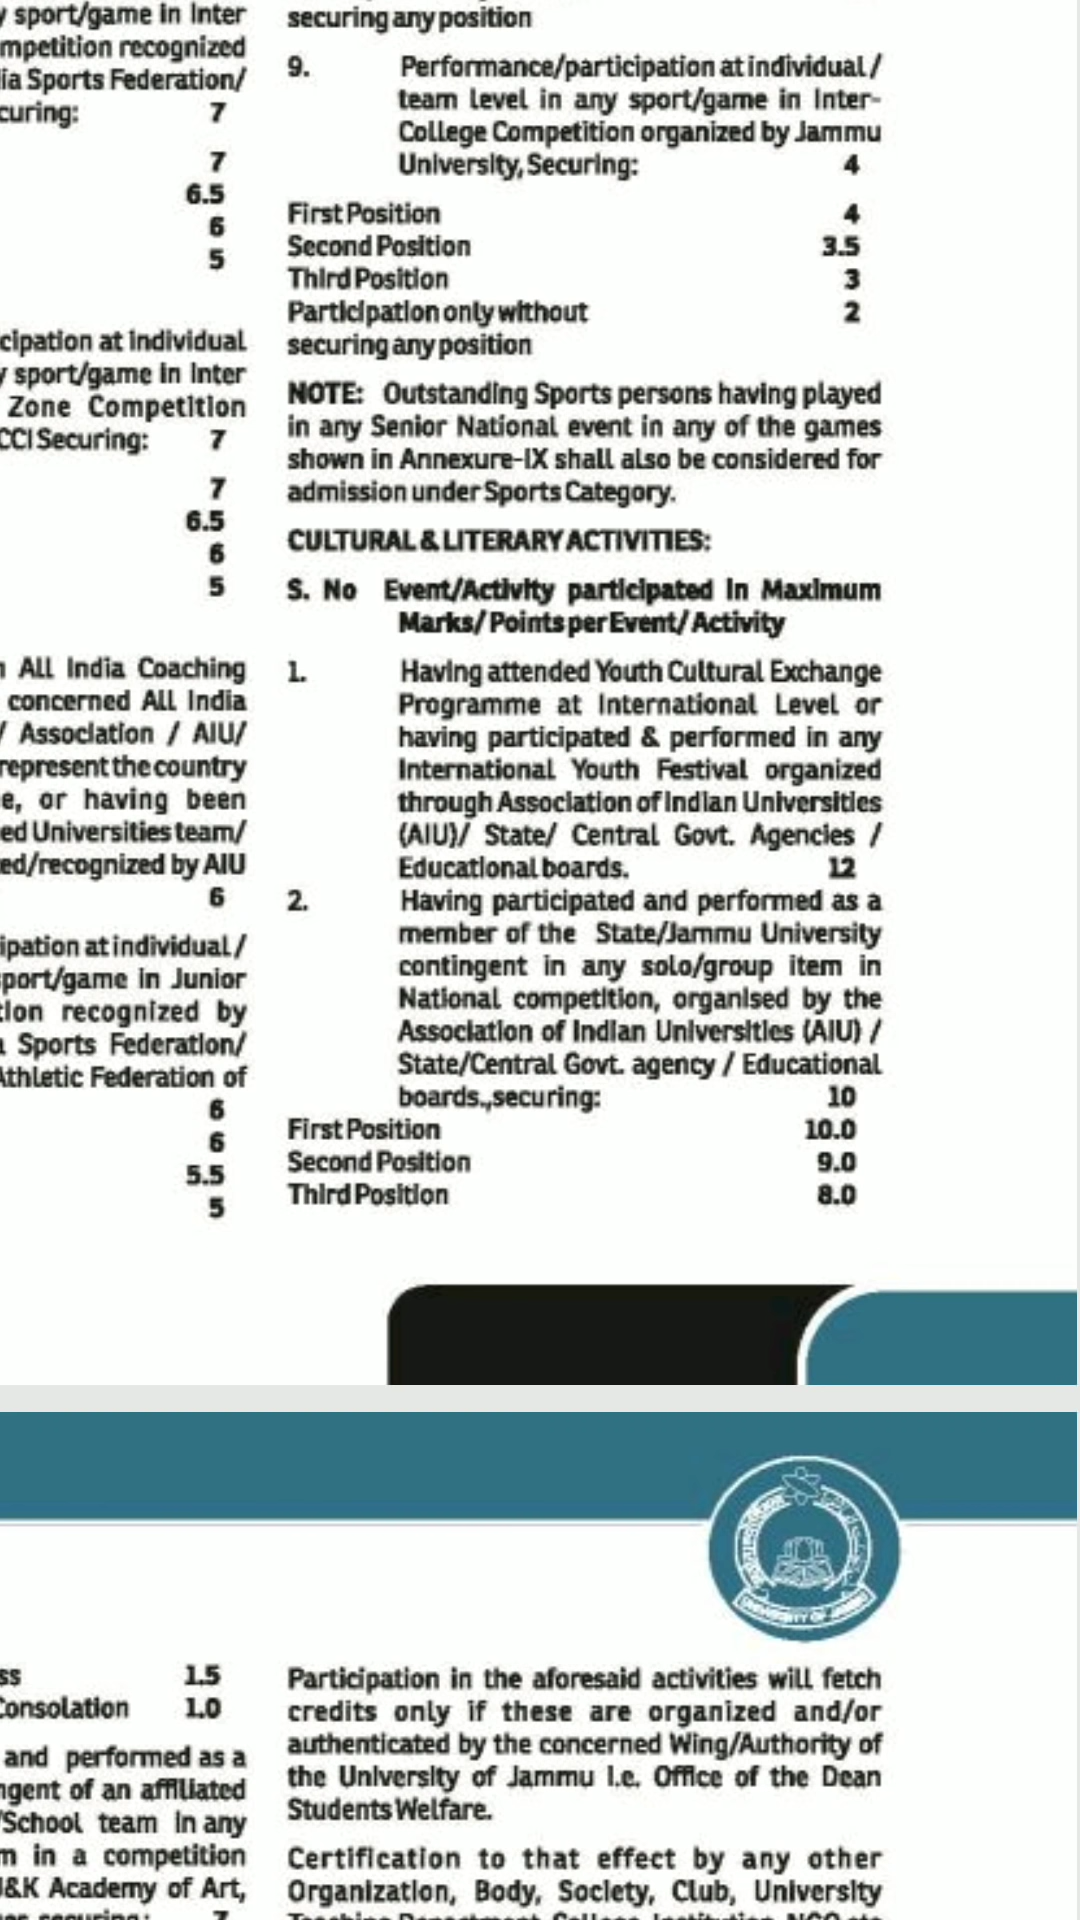 y sport/game in Inter
mpetition recognized
ia Sports Federation/
curing: 7
7
6.5
6
5
cipation at individual
y sport/game in Inter
Zone Competition
CCI Securing: 7
7
6.5
6
5
n All India Coaching
concerned All India
/ Association / AIU/
represent the country
e, or having been
ed Universities team/
ed/recognized by AIU
6
ipation at individual /
sport/game in Junior
tion recognized by
a Sports Federation/
Athletic Federation of
6
6
5.5
5
securing any position
9. Performance/participation at individual /
team level in any sport/game in Inter-
College Competition organized by Jammu
University, Securing: 4
First Position 4
Second Position 3.5
Third Position 3
Participation only without 2
securing any position
NOTE: Outstanding Sports persons having played
in any Senior National event in any of the games
shown in Annexure-IX shall also be considered for
admission under Sports Category.
CULTURAL & LITERARY ACTIVITIES:
S. No Event/Activity participated in Maximum
Marks/ Points per Event/ Activity
1. Having attended Youth Cultural Exchange
Programme at International Level or
having participated & performed in any
International Youth Festival organized
through Association of Indian Universities
(AIU)/ State/ Central Govt. Agencies /
Educational boards. 12
2. Having participated and performed as a
member of the State/Jammu University
contingent in any solo/group item in
National competition, organised by the
Association of Indian Universities (AIU) /
State/Central Govt. agency / Educational
boards.,securing: 10
First Position 10.0
Second Position 9.0
Third Position 8.0
UNIVERSITY OF JAMMU
ss 1.5
Consolation 1.0
and performed as a
ngent of an affiliated
/School team in any
m in a competition
J&K Academy of Art,
securing: 7
Participation in the aforesaid activities will fetch
credits only if these are organized and/or
authenticated by the concerned Wing/Authority of
the University of Jammu i.e. Office of the Dean
Students Welfare.
Certification to that effect by any other
Organization, Body, Society, Club, University
Teaching Department, College, Institution, NGO etc